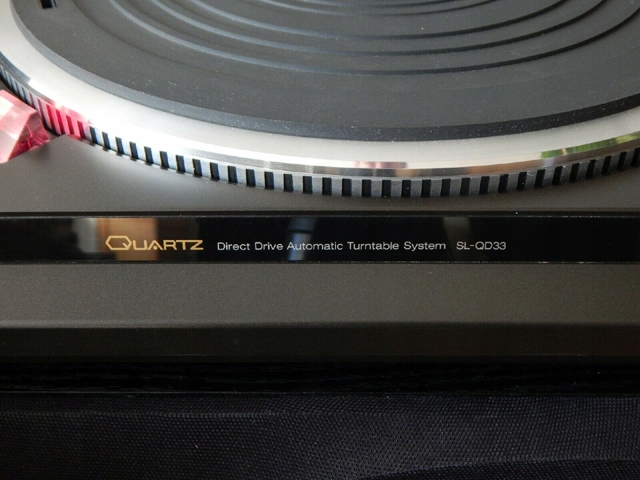 QUARTZ Direct Drive Automatic Turntable System SL-QD33